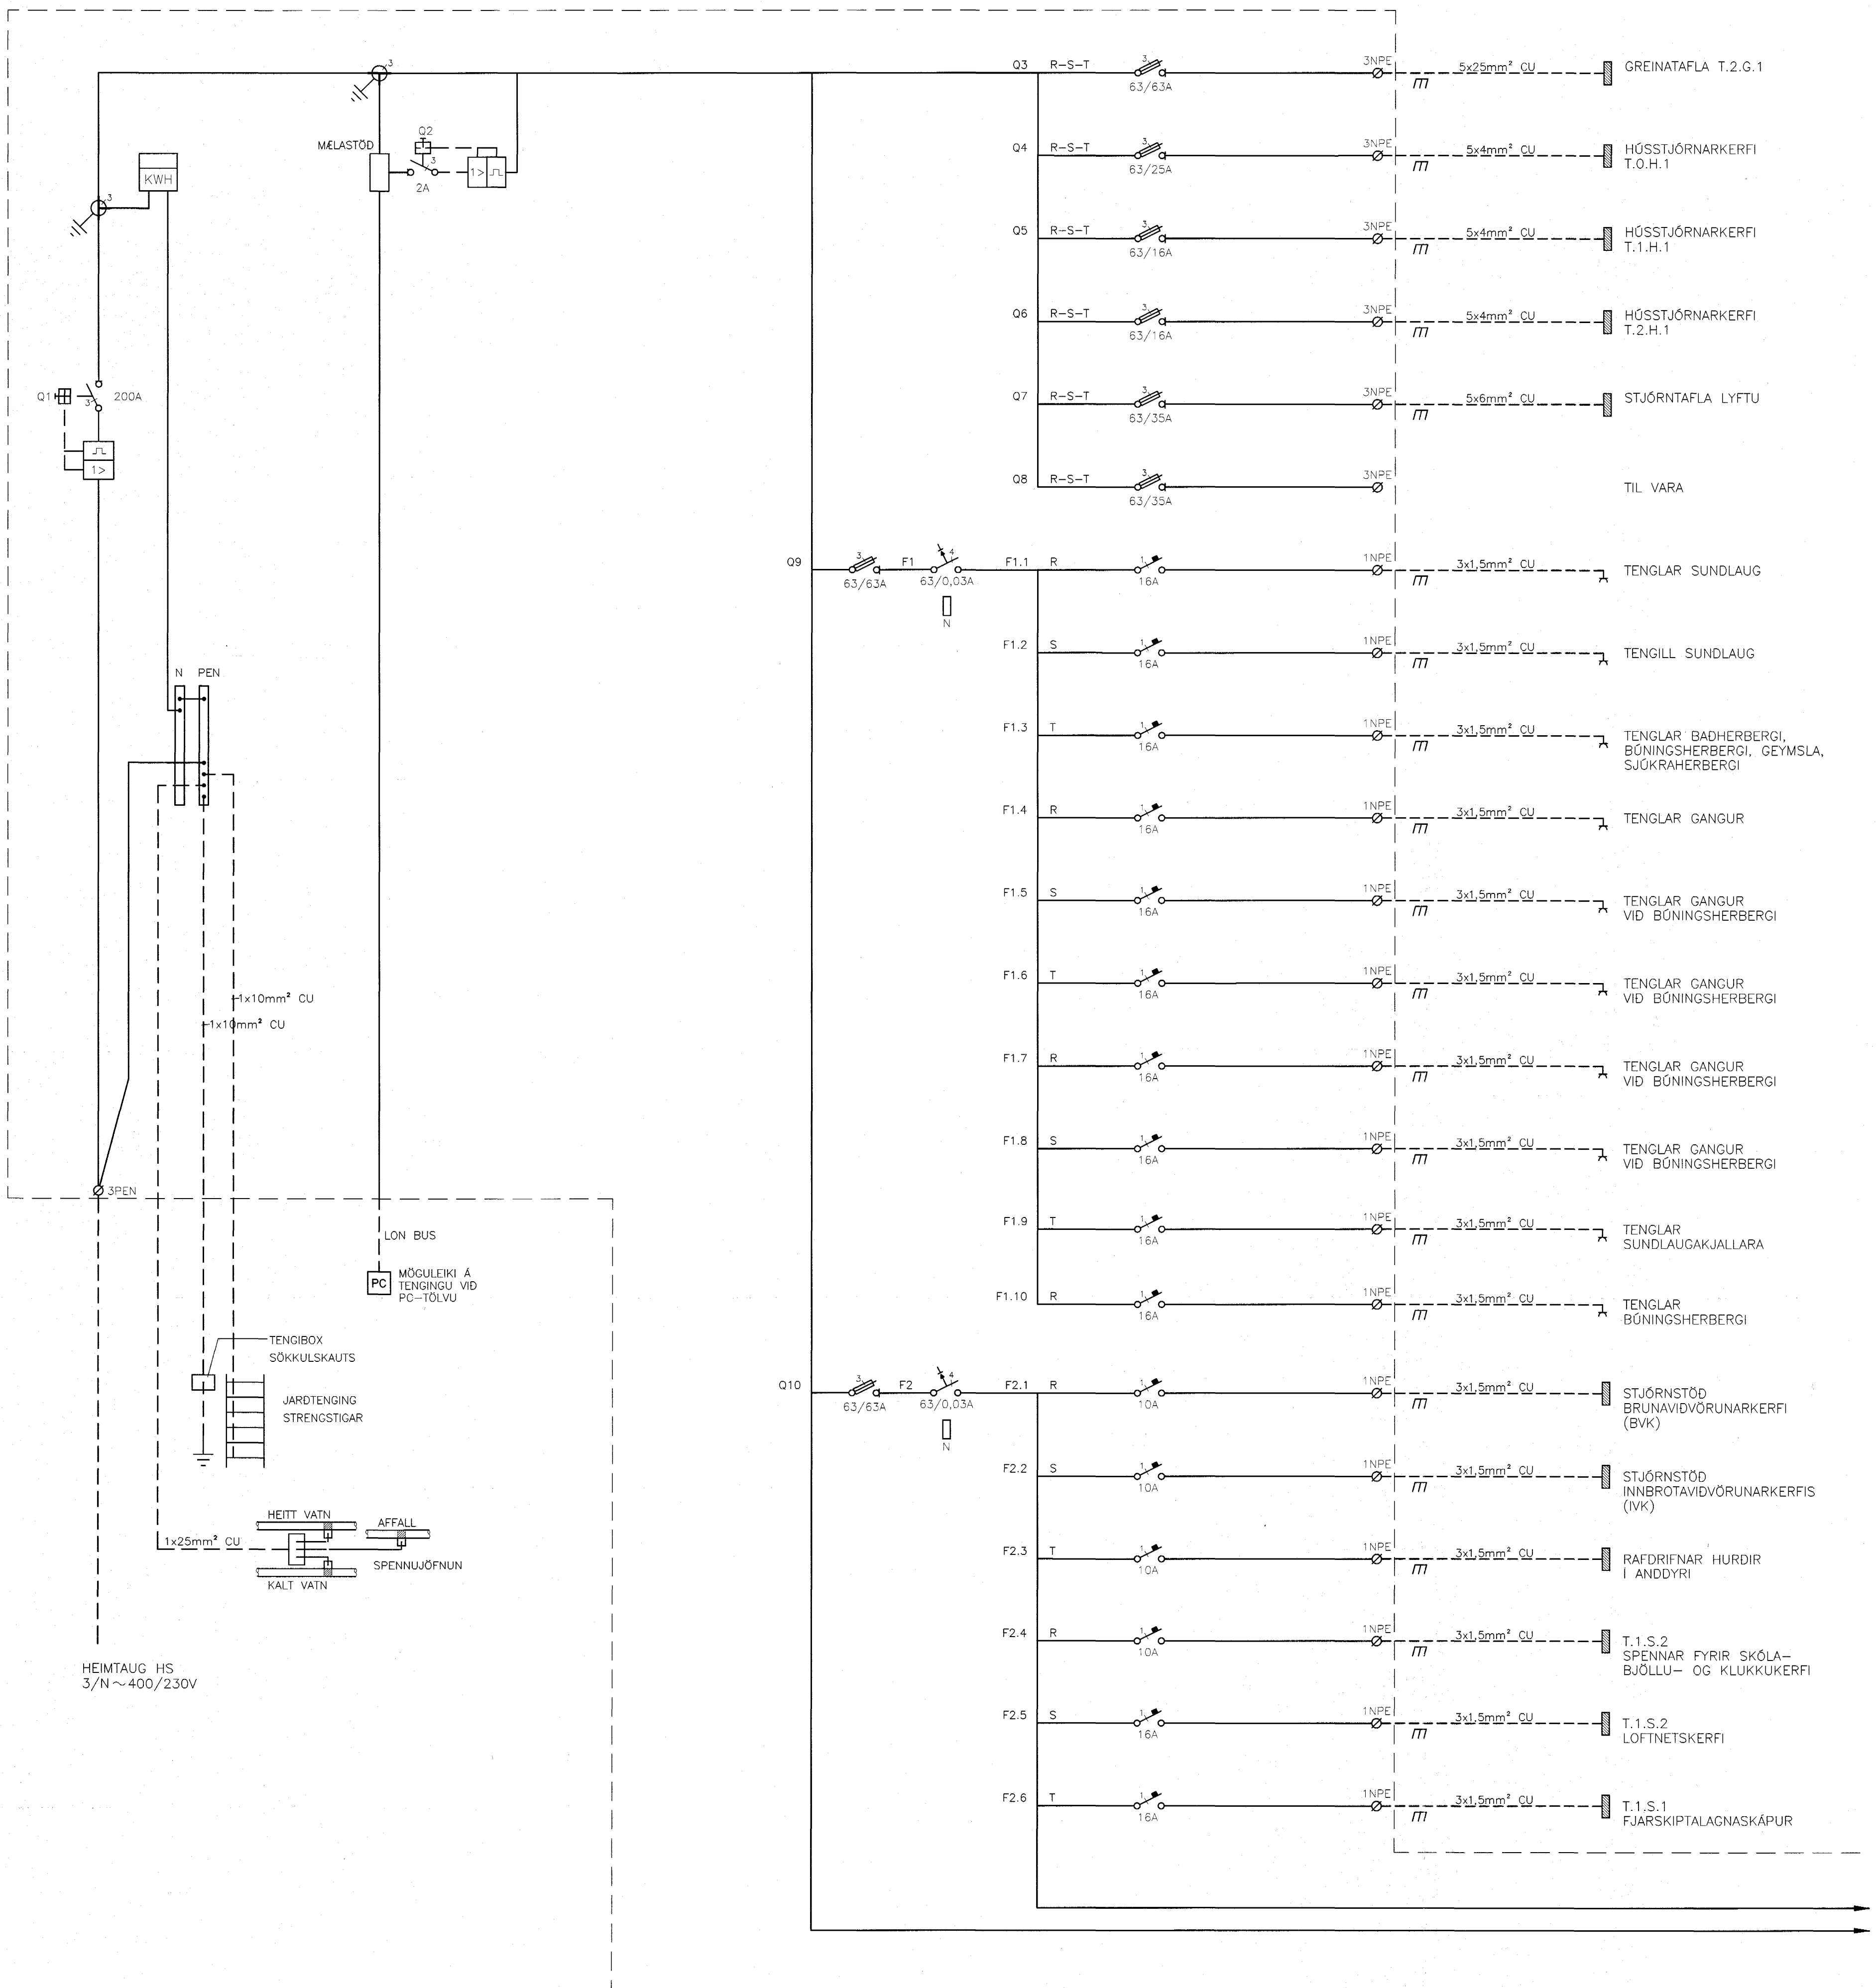 Q3 R-S-T 3 63/63A 3NPE 5x25mm² CU GREINATAFLA T.2.G.1
3
3
KWH
MÆLASTÖÐ
Q2
3
2A
1>
Q4 R-S-T 3 63/25A 3NPE 5x4mm² CU HÚSSTJÓRNARKERFI
T.0.H.1
Q5 R-S-T 3 63/16A 3NPE 5x4mm² CU HÚSSTJÓRNARKERFI
T.1.H.1
Q6 R-S-T 3 63/16A 3NPE 5x4mm² CU HÚSSTJÓRNARKERFI
T.2.H.1
Q1 3 200A
1>
Q7 R-S-T 3 63/35A 3NPE 5x6mm² CU STJÓRNTAFLA LYFTU
Q8 R-S-T 3 63/35A 3NPE TIL VARA
Q9 3 63/63A F1 4 63/0,03A N
F1.1 R 1 16A 1NPE 3x1,5mm² CU TENGLAR SUNDLAUG
F1.2 S 1 16A 1NPE 3x1,5mm² CU TENGILL SUNDLAUG
N PEN
F1.3 T 1 16A 1NPE 3x1,5mm² CU TENGLAR BAÐHERBERGI,
BÚNINGSHERBERGI, GEYMSLA,
SJÚKRAHERBERGI
F1.4 R 1 16A 1NPE 3x1,5mm² CU TENGLAR GANGUR
F1.5 S 1 16A 1NPE 3x1,5mm² CU TENGLAR GANGUR
VIÐ BÚNINGSHERBERGI
F1.6 T 1 16A 1NPE 3x1,5mm² CU TENGLAR GANGUR
VIÐ BÚNINGSHERBERGI
1x10mm² CU
1x10mm² CU
F1.7 R 1 16A 1NPE 3x1,5mm² CU TENGLAR GANGUR
VIÐ BÚNINGSHERBERGI
F1.8 S 1 16A 1NPE 3x1,5mm² CU TENGLAR GANGUR
VIÐ BÚNINGSHERBERGI
3PEN
F1.9 T 1 16A 1NPE 3x1,5mm² CU TENGLAR
SUNDLAUGAKJALLARA
LON BUS
PC
MÖGULEIKI Á
TENGINGU VIÐ
PC-TÖLVU
F1.10 R 1 16A 1NPE 3x1,5mm² CU TENGLAR
BÚNINGSHERBERGI
TENGIBOX
SÖKKULSKAUTS
JARÐTENGING
STRENGSTIGAR
Q10 3 63/63A F2 4 63/0,03A N
F2.1 R 1 10A 1NPE 3x1,5mm² CU STJÓRNSTÖÐ
BRUNAVIÐVÖRUNARKERFI
(BVK)
F2.2 S 1 10A 1NPE 3x1,5mm² CU STJÓRNSTÖÐ
INNBROTAVIÐVÖRUNARKERFIS
(IVK)
HEITT VATN
AFFALL
1x25mm² CU
SPENNUJÖFNUN
KALT VATN
F2.3 T 1 10A 1NPE 3x1,5mm² CU RAFDRIFNAR HURÐIR
Í ANDDYRI
F2.4 R 1 10A 1NPE 3x1,5mm² CU T.1.S.2
SPENNAR FYRIR SKÓLA-
BJÖLLU- OG KLUKKUKERFI
HEIMTAUG HS
3/N~400/230V
F2.5 S 1 16A 1NPE 3x1,5mm² CU T.1.S.2
LOFTNETSKERFI
F2.6 T 1 16A 1NPE 3x1,5mm² CU T.1.S.1
FJARSKIPTALAGNASKÁPUR